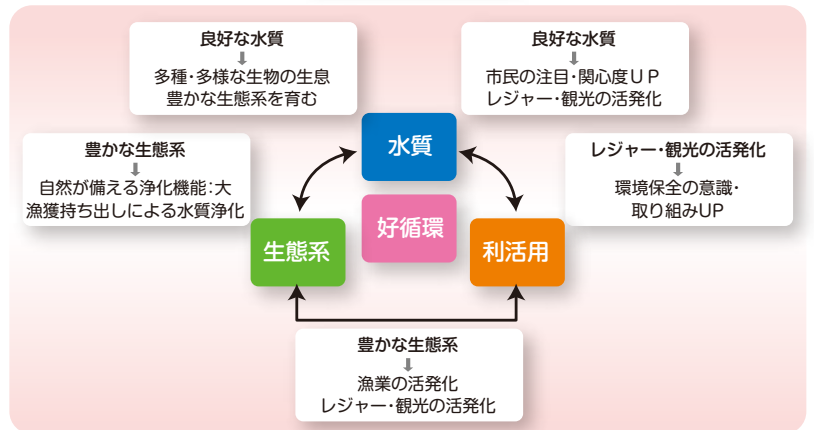 良好な水質
⬇
多種・多様な生物の生息
豊かな生態系を育む
良好な水質
⬇
市民の注目・関心度ＵＰ
レジャー・観光の活発化
水質
豊かな生態系
⬇
自然が備える浄化機能：大
漁獲持ち出しによる水質浄化
レジャー・観光の活発化
⬇
環境保全の意識・
取り組みUP
好循環
生態系
利活用
豊かな生態系
⬇
漁業の活発化
レジャー・観光の活発化